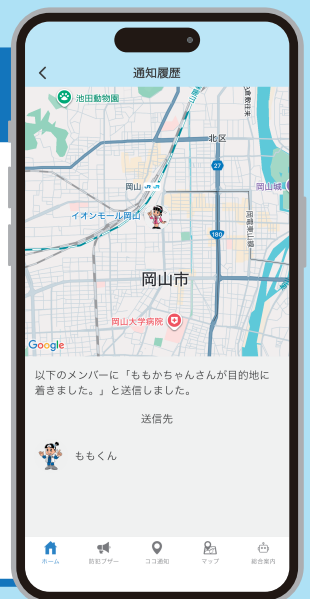 通知履歴
池田動物園
北区
27
岡山 JR JR
岡山城
イオンモール岡山
180
岡山市
岡山大学病院
Google
以下のメンバーに「ももかちゃんさんが目的地に
着きました。」と送信しました。
送信先
ももくん
ホーム 防犯ブザー ココ通知 マップ 総合案内